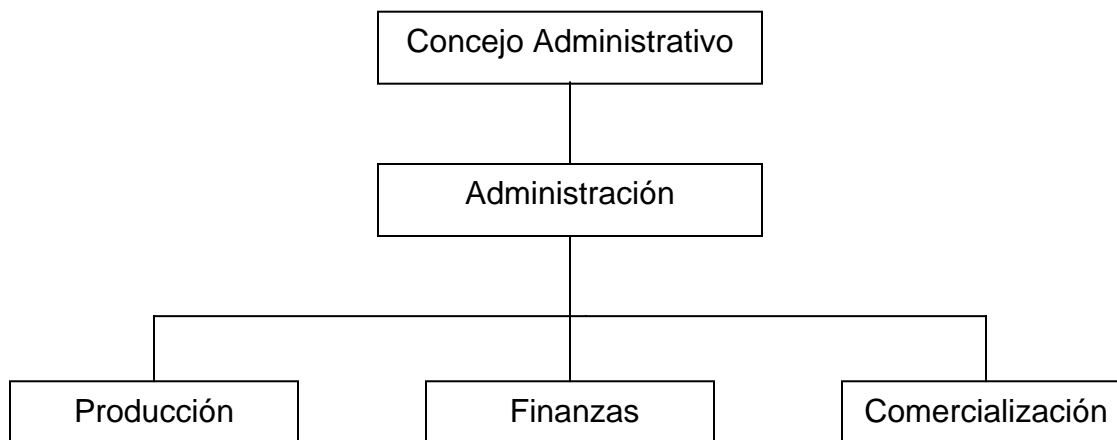 Concejo Administrativo
Administración
Producción
Finanzas
Comercialización